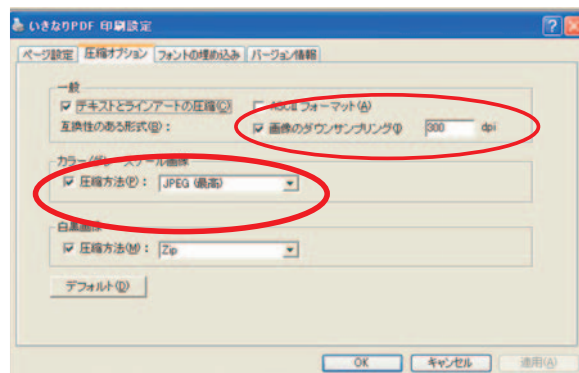 いきなりPDF 印刷設定
ページ設定 圧縮オプション フォントの埋め込み バージョン情報
一般
テキストとラインアートの圧縮(C) ASCII フォーマット(A)
互換性のある形式(B): 画像のダウンサンプリング(I) 300 dpi
カラー/グレースケール画像
圧縮方法(P): JPEG (最高)
白黒画像
圧縮方法(M): Zip
デフォルト(D)
OK キャンセル 適用(A)